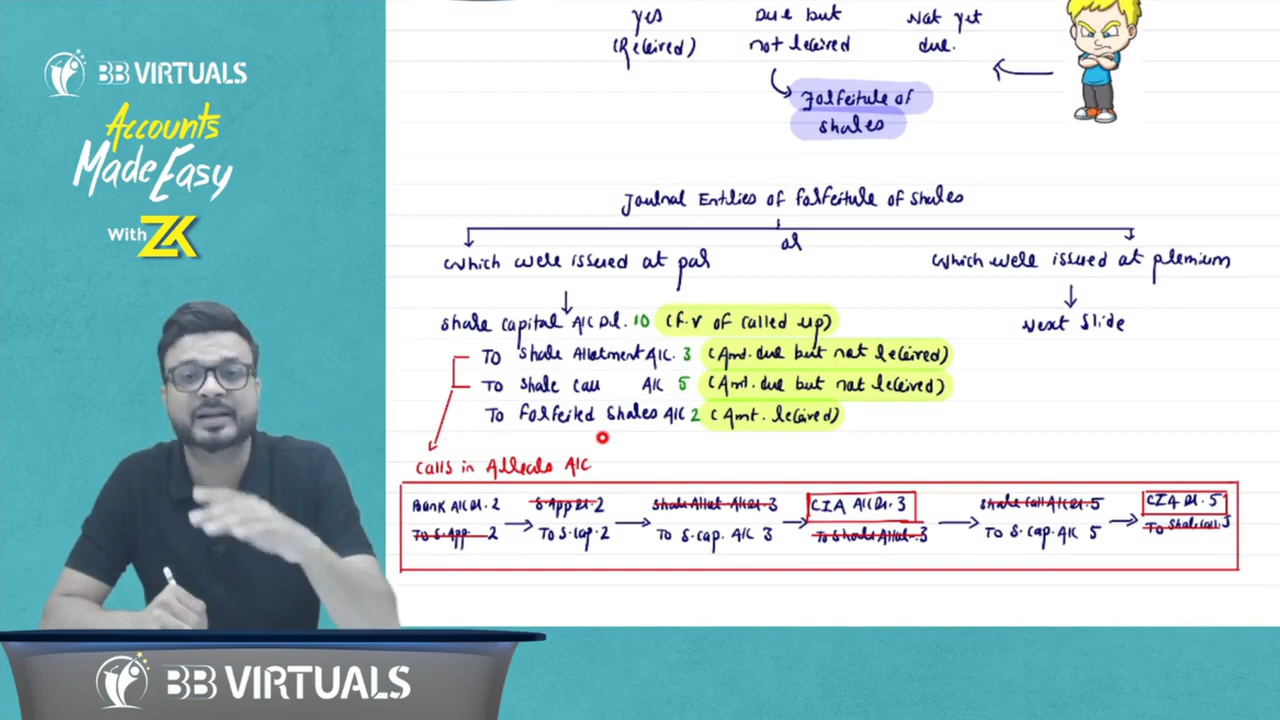 BB VIRTUALS
Accounts
Made Easy
With ZK
Yes
(Received)
Due but
not received
Not yet
due.
Forfeiture of
shares
Journal Entries of forfeiture of shares
or
Which were issued at par
Which were issued at premium
Share capital A/C Dr. 10 (F.V of called up)
To Share Allotment A/C. 3 (Amt. due but not received)
To Share call A/C 5 (Amt. due but not received)
To Forfeited Shares A/C 2 (Amt. received)
Next Slide
Calls in Arrears A/C
Bank A/C Dr. 2
To S. App 2
S. App Dr. 2
To S. Cap. 2
Share Allot A/C Dr. 3
To S. Cap. A/C 3
CIA A/C Dr. 3
To Share Allot. 3
Share Call A/C Dr. 5
To S. Cap. A/C 5
CIA Dr. 5
To Share Call. 5
BB VIRTUALS